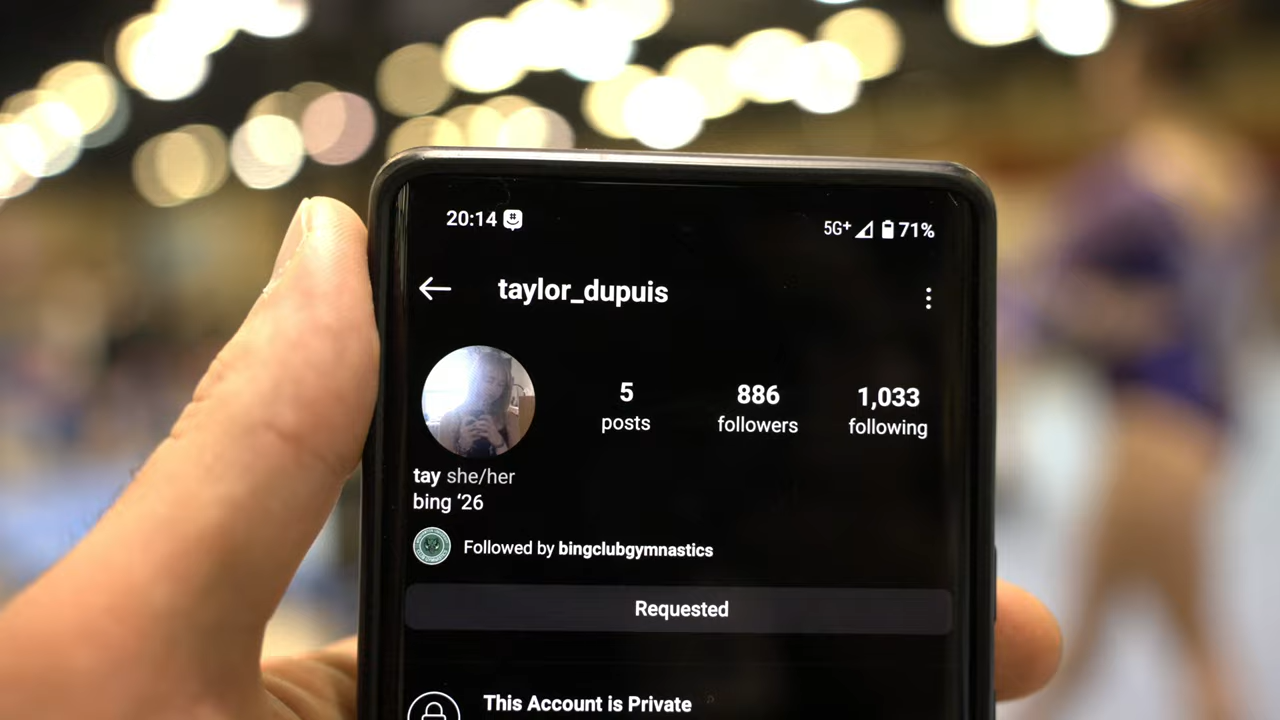 20:14
5G+ 71%
taylor_dupuis
5 886 1,033
posts followers following
tay she/her
bing ‘26
Followed by bingclubgymnastics
Requested
This Account is Private